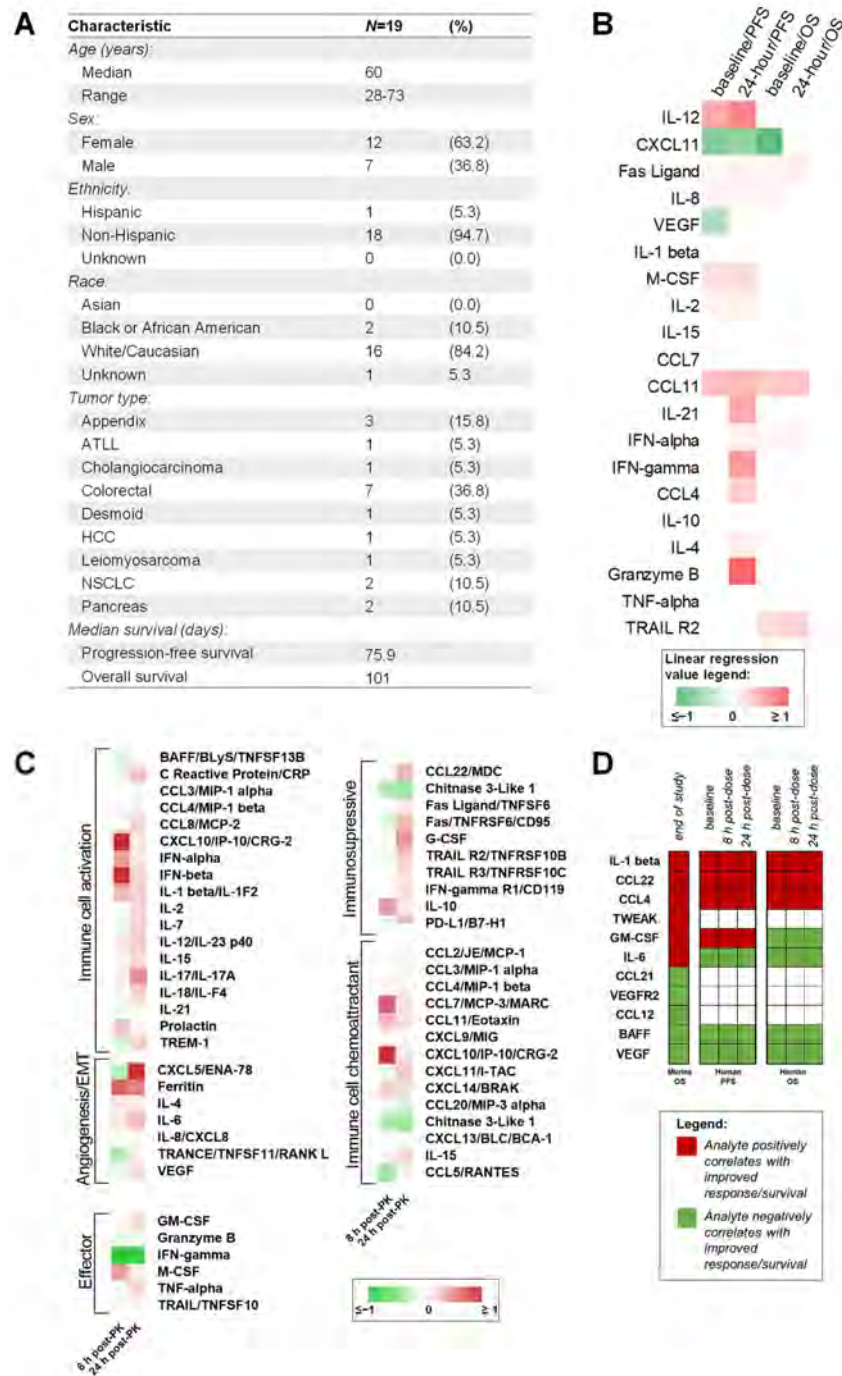 A
Characteristic N=19 (%)
Age (years):
Median 60
Range 28-73
Sex:
Female 12 (63.2)
Male 7 (36.8)
Ethnicity:
Hispanic 1 (5.3)
Non-Hispanic 18 (94.7)
Unknown 0 (0.0)
Race:
Asian 0 (0.0)
Black or African American 2 (10.5)
White/Caucasian 16 (84.2)
Unknown 1 5.3
Tumor type:
Appendix 3 (15.8)
ATLL 1 (5.3)
Cholangiocarcinoma 1 (5.3)
Colorectal 7 (36.8)
Desmoid 1 (5.3)
HCC 1 (5.3)
Leiomyosarcoma 1 (5.3)
NSCLC 2 (10.5)
Pancreas 2 (10.5)
Median survival (days):
Progression-free survival 75.9
Overall survival 101
B
baseline/PFS
24-hour/PFS
baseline/OS
24-hour/OS
IL-12
CXCL11
Fas Ligand
IL-8
VEGF
IL-1 beta
M-CSF
IL-2
IL-15
CCL7
CCL11
IL-21
IFN-alpha
IFN-gamma
CCL4
IL-10
IL-4
Granzyme B
TNF-alpha
TRAIL R2
Linear regression
value legend:
≤-1 0 ≥ 1
C
Immune cell activation
BAFF/BLyS/TNFSF13B
C Reactive Protein/CRP
CCL3/MIP-1 alpha
CCL4/MIP-1 beta
CCL8/MCP-2
CXCL10/IP-10/CRG-2
IFN-alpha
IFN-beta
IL-1 beta/IL-1F2
IL-2
IL-7
IL-12/IL-23 p40
IL-15
IL-17/IL-17A
IL-18/IL-F4
IL-21
Prolactin
TREM-1
Angiogenesis/EMT
CXCL5/ENA-78
Ferritin
IL-4
IL-6
IL-8/CXCL8
TRANCE/TNFSF11/RANK L
VEGF
Effector
GM-CSF
Granzyme B
IFN-gamma
M-CSF
TNF-alpha
TRAIL/TNFSF10
8 h post-PK
24 h post-PK
Immunosupressive
CCL22/MDC
Chitnase 3-Like 1
Fas Ligand/TNFSF6
Fas/TNFRSF6/CD95
G-CSF
TRAIL R2/TNFRSF10B
TRAIL R3/TNFRSF10C
IFN-gamma R1/CD119
IL-10
PD-L1/B7-H1
Immune cell chemoattractant
CCL2/JE/MCP-1
CCL3/MIP-1 alpha
CCL4/MIP-1 beta
CCL7/MCP-3/MARC
CCL11/Eotaxin
CXCL9/MIG
CXCL10/IP-10/CRG-2
CXCL11/I-TAC
CXCL14/BRAK
CCL20/MIP-3 alpha
Chitnase 3-Like 1
CXCL13/BLC/BCA-1
IL-15
CCL5/RANTES
8 h post-PK
24 h post-PK
≤-1 0 ≥ 1
D
end of study
baseline
8 h post-dose
24 h post-dose
baseline
8 h post-dose
24 h post-dose
IL-1 beta
CCL22
CCL4
TWEAK
GM-CSF
IL-6
CCL21
VEGFR2
CCL12
BAFF
VEGF
Murine OS
Human PFS
Human OS
Legend:
Analyte positively
correlates with
improved
response/survival
Analyte negatively
correlates with
improved
response/survival